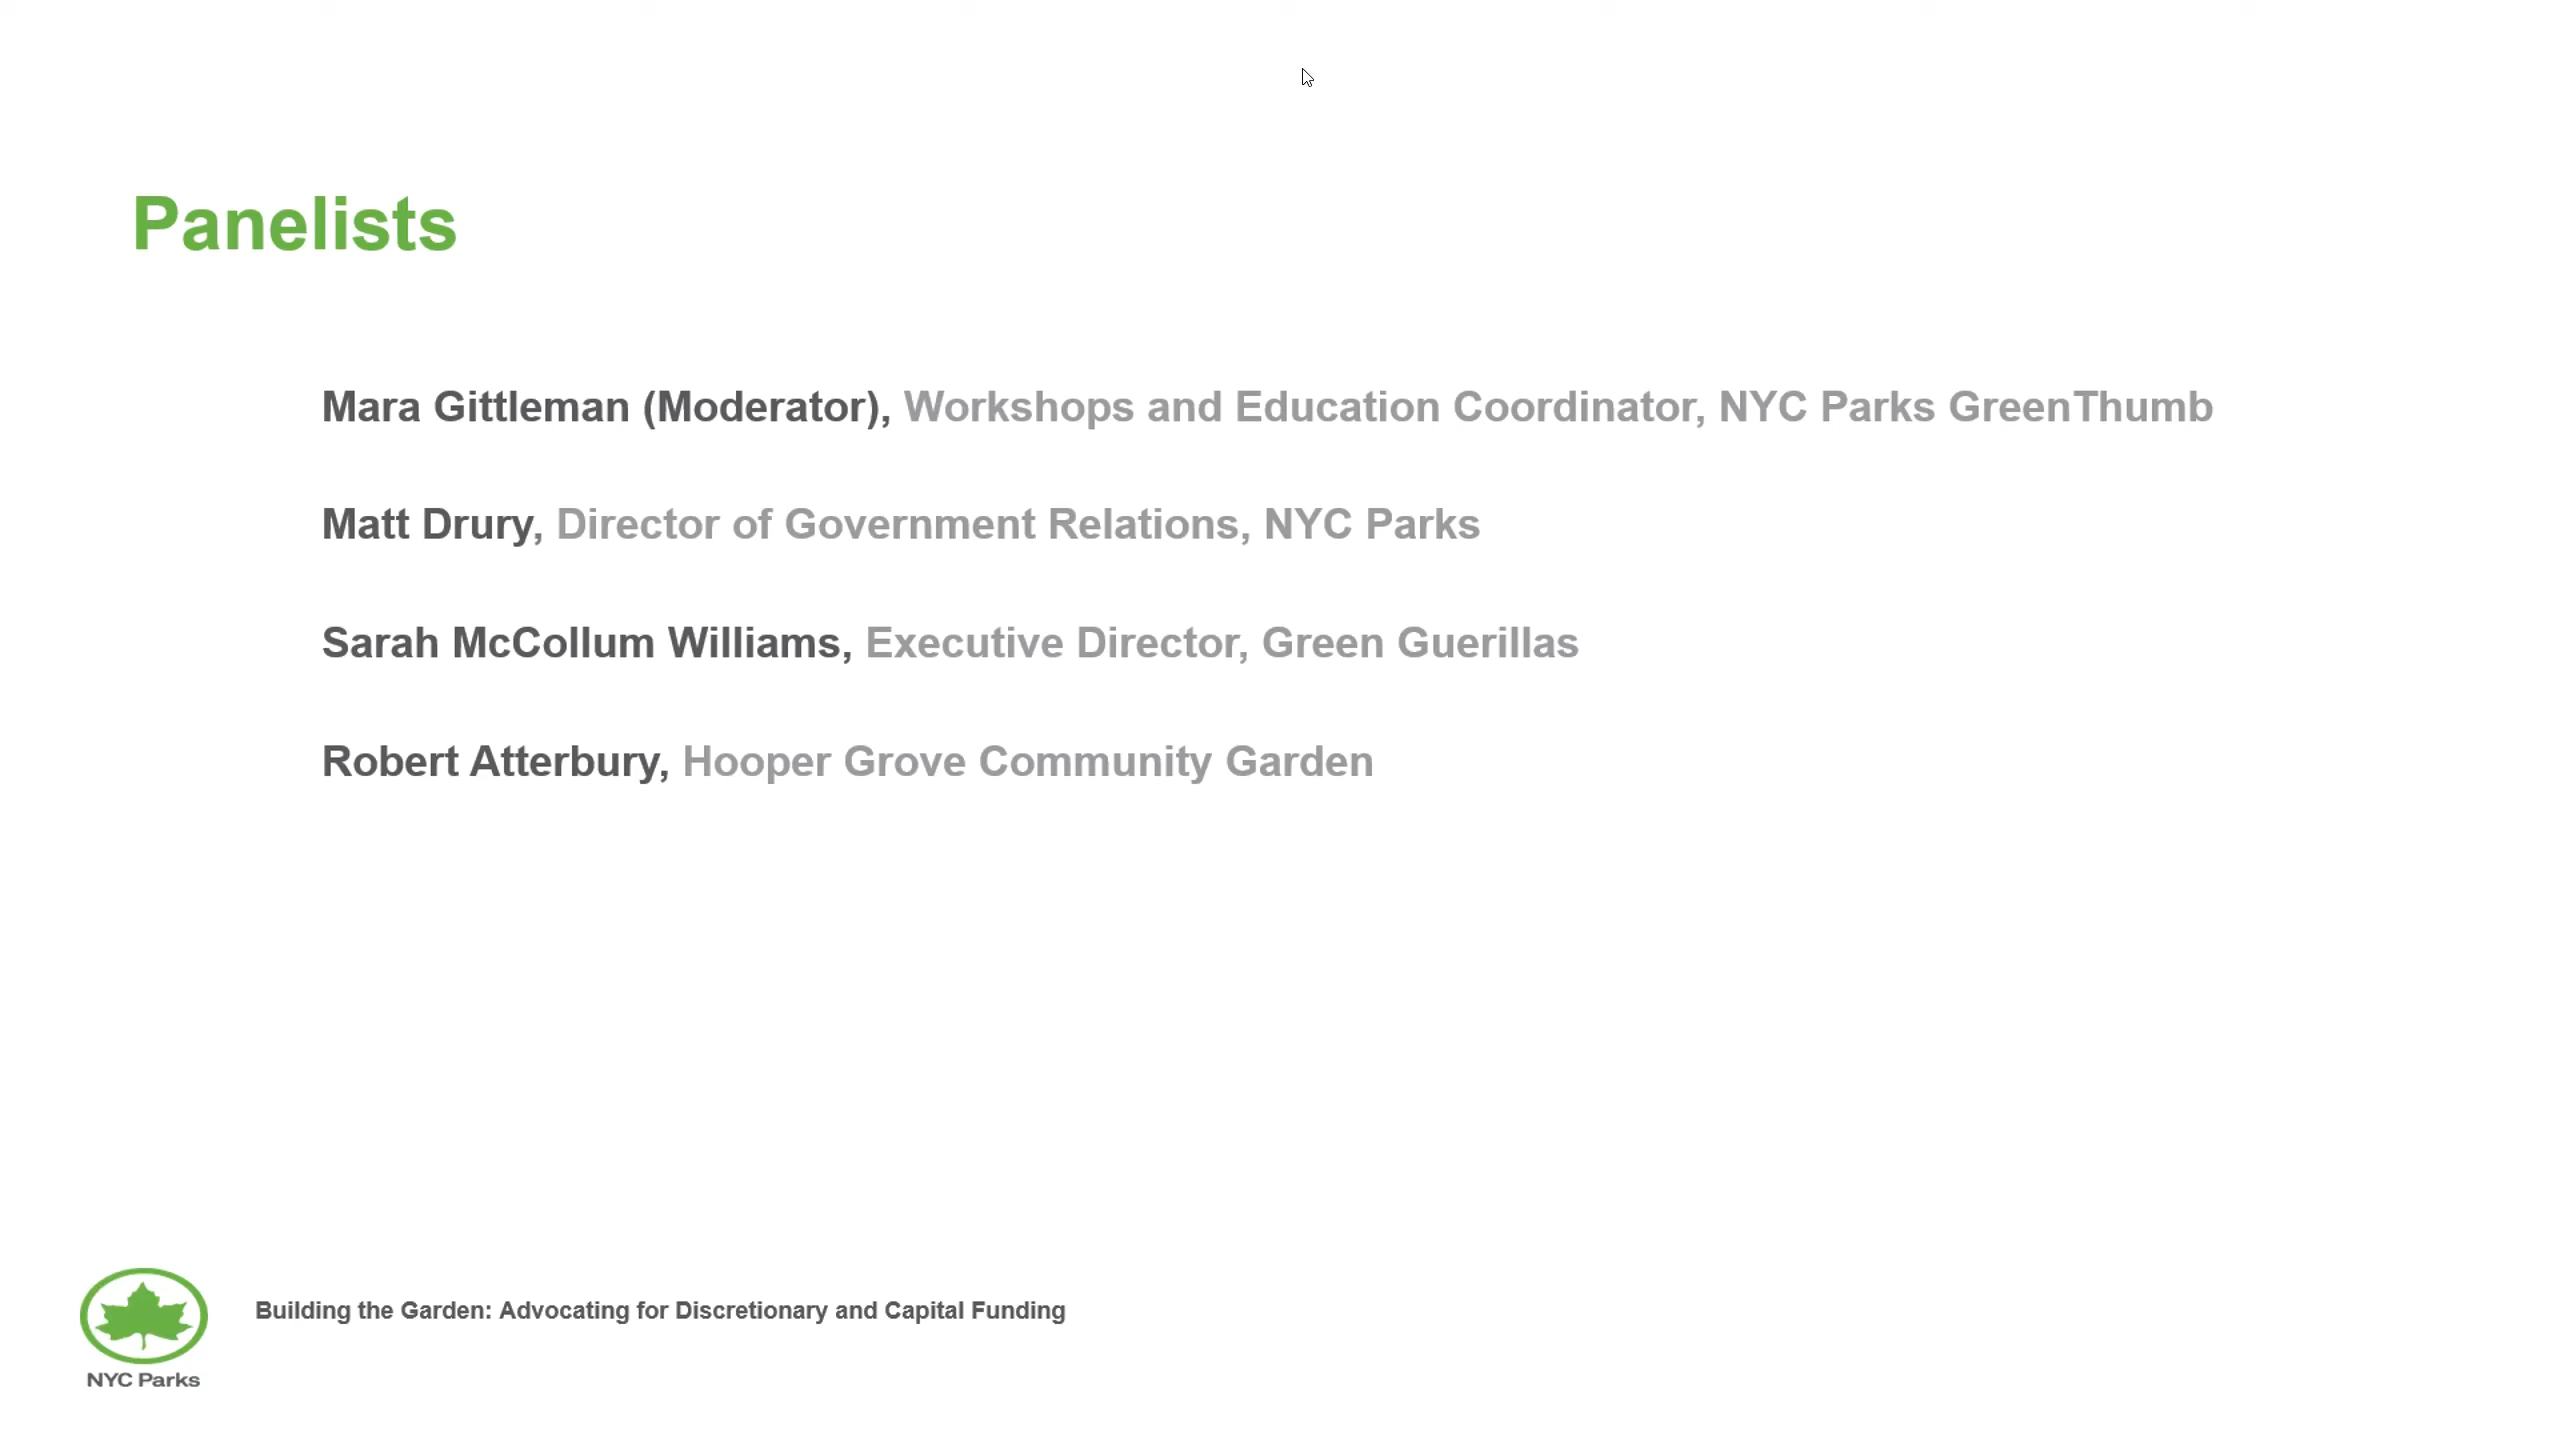 Panelists
Mara Gittleman (Moderator), Workshops and Education Coordinator, NYC Parks GreenThumb
Matt Drury, Director of Government Relations, NYC Parks
Sarah McCollum Williams, Executive Director, Green Guerillas
Robert Atterbury, Hooper Grove Community Garden
Building the Garden: Advocating for Discretionary and Capital Funding
NYC Parks